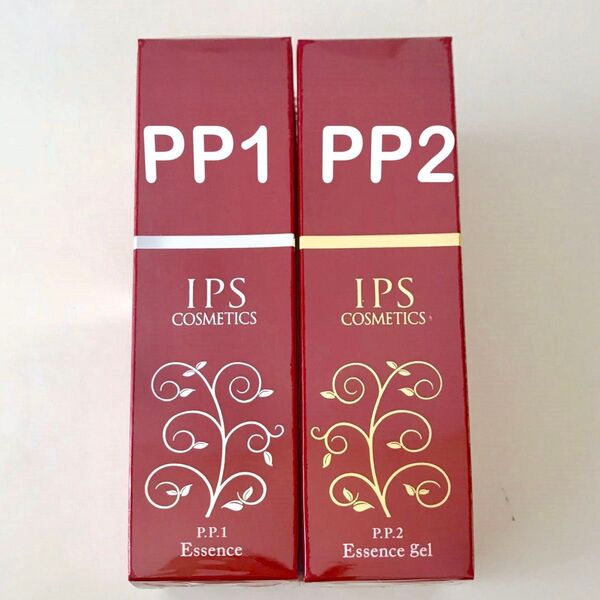 PP1
IPS
COSMETICS
P.P.1
Essence
PP2
IPS
COSMETICS
P.P.2
Essence gel